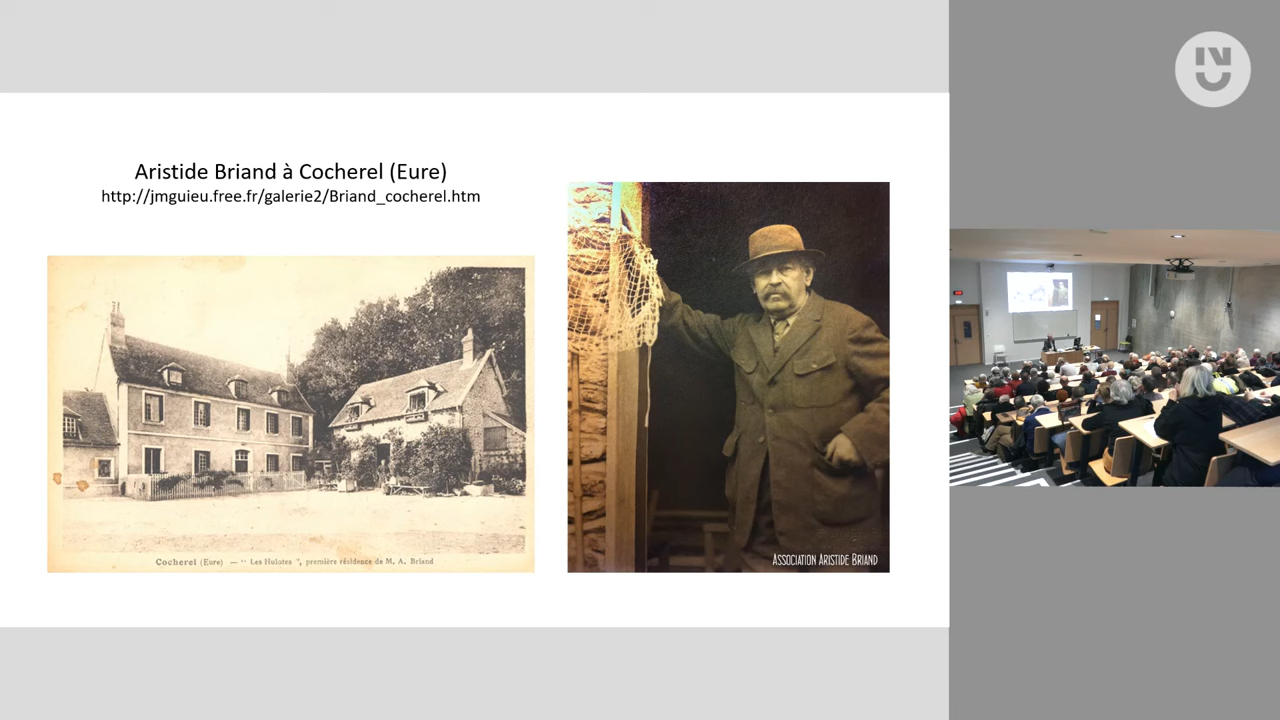 Aristide Briand à Cocherel (Eure)
http://jmguieu.free.fr/galerie2/Briand_cocherel.htm
Cocherel (Eure) — “ Les Hulotes ”, première résidence de M. A. Briand
ASSOCIATION ARISTIDE BRIAND